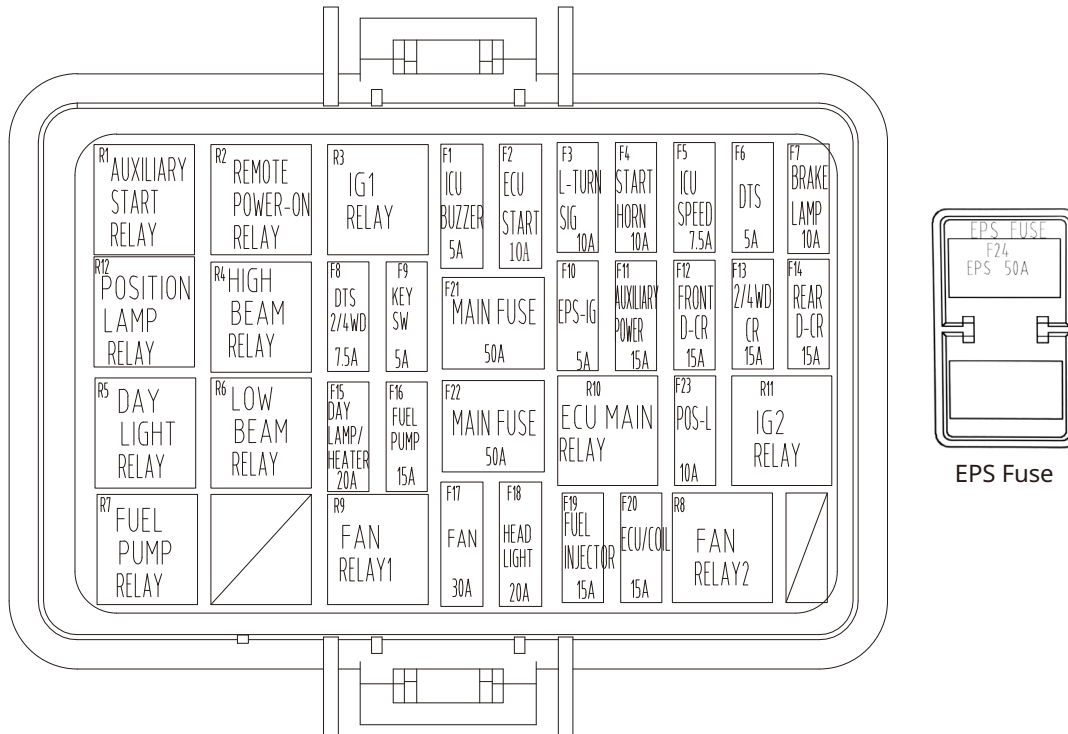 R1
AUXILIARY
START
RELAY
R2
REMOTE
POWER-ON
RELAY
R3
IG1
RELAY
F1
ICU
BUZZER
5A
F2
ECU
START
10A
F3
L-TURN
SIG
10A
F4
START
HORN
10A
F5
ICU
SPEED
7.5A
F6
DTS
5A
F7
BRAKE
LAMP
10A
R12
POSITION
LAMP
RELAY
R4
HIGH
BEAM
RELAY
F8
DTS
2/4WD
7.5A
F9
KEY
SW
5A
F21
MAIN FUSE
50A
F10
EPS-IG
5A
F11
AUXILIARY
POWER
15A
F12
FRONT
D-CR
15A
F13
2/4WD
CR
15A
F14
REAR
D-CR
15A
R5
DAY
LIGHT
RELAY
R6
LOW
BEAM
RELAY
F15
DAY
LAMP/
HEATER
20A
F16
FUEL
PUMP
15A
F22
MAIN FUSE
50A
R10
ECU MAIN
RELAY
F23
POS-L
10A
R11
IG2
RELAY
R7
FUEL
PUMP
RELAY
R9
FAN
RELAY1
F17
FAN
30A
F18
HEAD
LIGHT
20A
F19
FUEL
INJECTOR
15A
F20
ECU/COIL
15A
R8
FAN
RELAY2
EPS FUSE
F24
EPS 50A
EPS Fuse